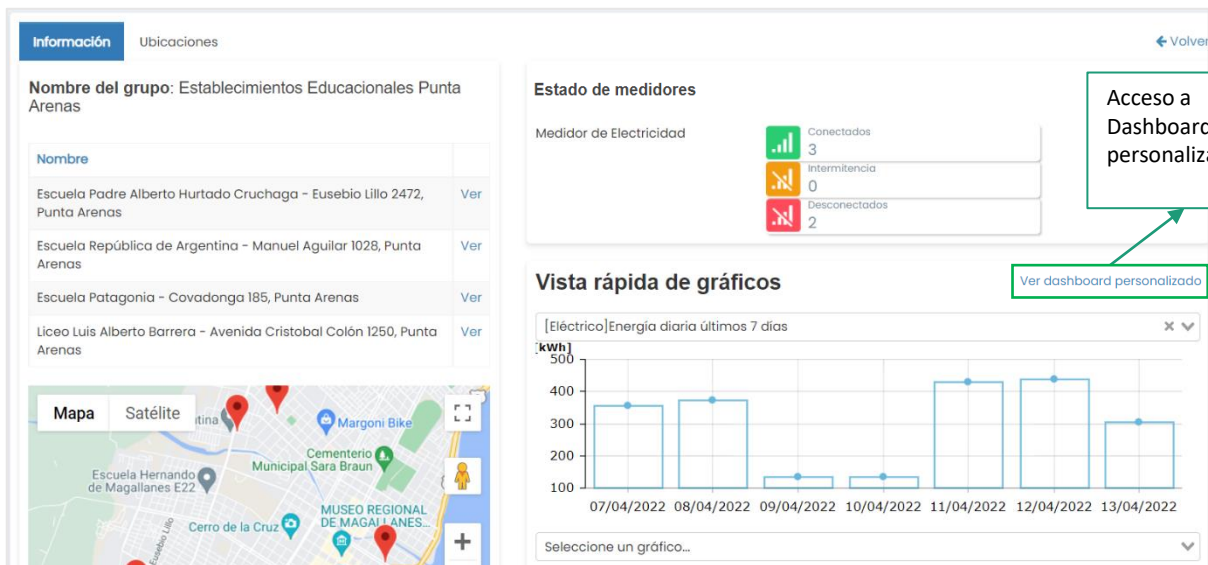 Información
Ubicaciones
Volver
Nombre del grupo: Establecimientos Educacionales Punta
Arenas
Nombre
Escuela Padre Alberto Hurtado Cruchaga - Eusebio Lillo 2472,
Punta Arenas
Ver
Escuela República de Argentina - Manuel Aguilar 1028, Punta
Arenas
Ver
Escuela Patagonia - Covadonga 185, Punta Arenas
Ver
Liceo Luis Alberto Barrera - Avenida Cristobal Colón 1250, Punta
Arenas
Ver
Mapa
Satélite
Margoni Bike
Cementerio
Municipal Sara Braun
Escuela Hernando
de Magallanes E22
MUSEO REGIONAL
DE MAGALLANES...
Cerro de la Cruz
Eusebio Lillo
Estado de medidores
Medidor de Electricidad
Conectados
3
Intermitencia
0
Desconectados
2
Acceso a
Dashboard
personaliza
Vista rápida de gráficos
Ver dashboard personalizado
[Eléctrico]Energía diaria últimos 7 días
[kWh]
500
400
300
200
100
07/04/2022 08/04/2022 09/04/2022 10/04/2022 11/04/2022 12/04/2022 13/04/2022
Seleccione un gráfico...